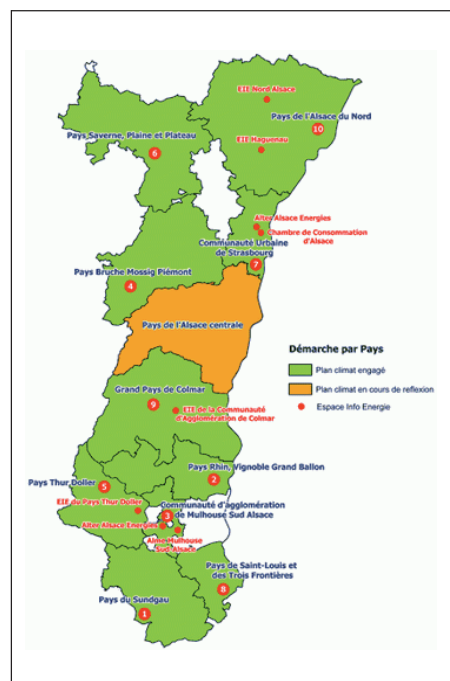 EIE Nord Alsace
Pays de l'Alsace du Nord
10
Pays Saverne, Plaine et Plateau
6
EIE Haguenau
Alter Alsace Energies
Chambre de Consommation
d'Alsace
Communauté Urbaine
de Strasbourg
7
Pays Bruche Mossig Piémont
4
Pays de l'Alsace centrale
Démarche par Pays
Plan climat engagé
Plan climat en cours de reflexion
Espace Info Energie
Grand Pays de Colmar
9
EIE de la Communauté
d'Agglomération de Colmar
Pays Rhin, Vignoble Grand Ballon
2
Pays Thur Doller
5
EIE du Pays Thur Doller
Communauté d'agglomération
de Mulhouse Sud Alsace
3
Alter Alsace Energies
Alme Mulhouse
Sud Alsace
Pays de Saint-Louis et
des Trois Frontières
8
Pays du Sundgau
1